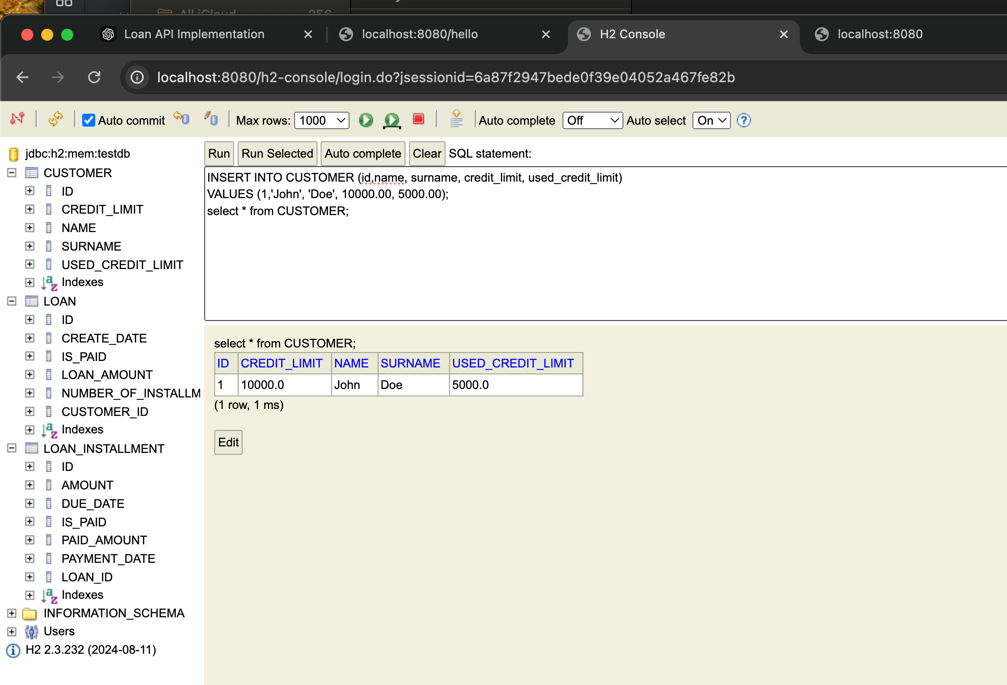 Loan API Implementation
localhost:8080/hello
H2 Console
localhost:8080
localhost:8080/h2-console/login.do?jsessionid=6a87f2947bede0f39e04052a467fe82b
Auto commit
Max rows: 1000
Auto complete Off
Auto select On
jdbc:h2:mem:testdb
CUSTOMER
ID
CREDIT_LIMIT
NAME
SURNAME
USED_CREDIT_LIMIT
Indexes
LOAN
ID
CREATE_DATE
IS_PAID
LOAN_AMOUNT
NUMBER_OF_INSTALLM
CUSTOMER_ID
Indexes
LOAN_INSTALLMENT
ID
AMOUNT
DUE_DATE
IS_PAID
PAID_AMOUNT
PAYMENT_DATE
LOAN_ID
Indexes
INFORMATION_SCHEMA
Users
H2 2.3.232 (2024-08-11)
Run Run Selected Auto complete Clear SQL statement:
INSERT INTO CUSTOMER (id,name, surname, credit_limit, used_credit_limit)
VALUES (1,'John', 'Doe', 10000.00, 5000.00);
select * from CUSTOMER;
select * from CUSTOMER;
ID CREDIT_LIMIT NAME SURNAME USED_CREDIT_LIMIT
1 10000.0 John Doe 5000.0
(1 row, 1 ms)
Edit